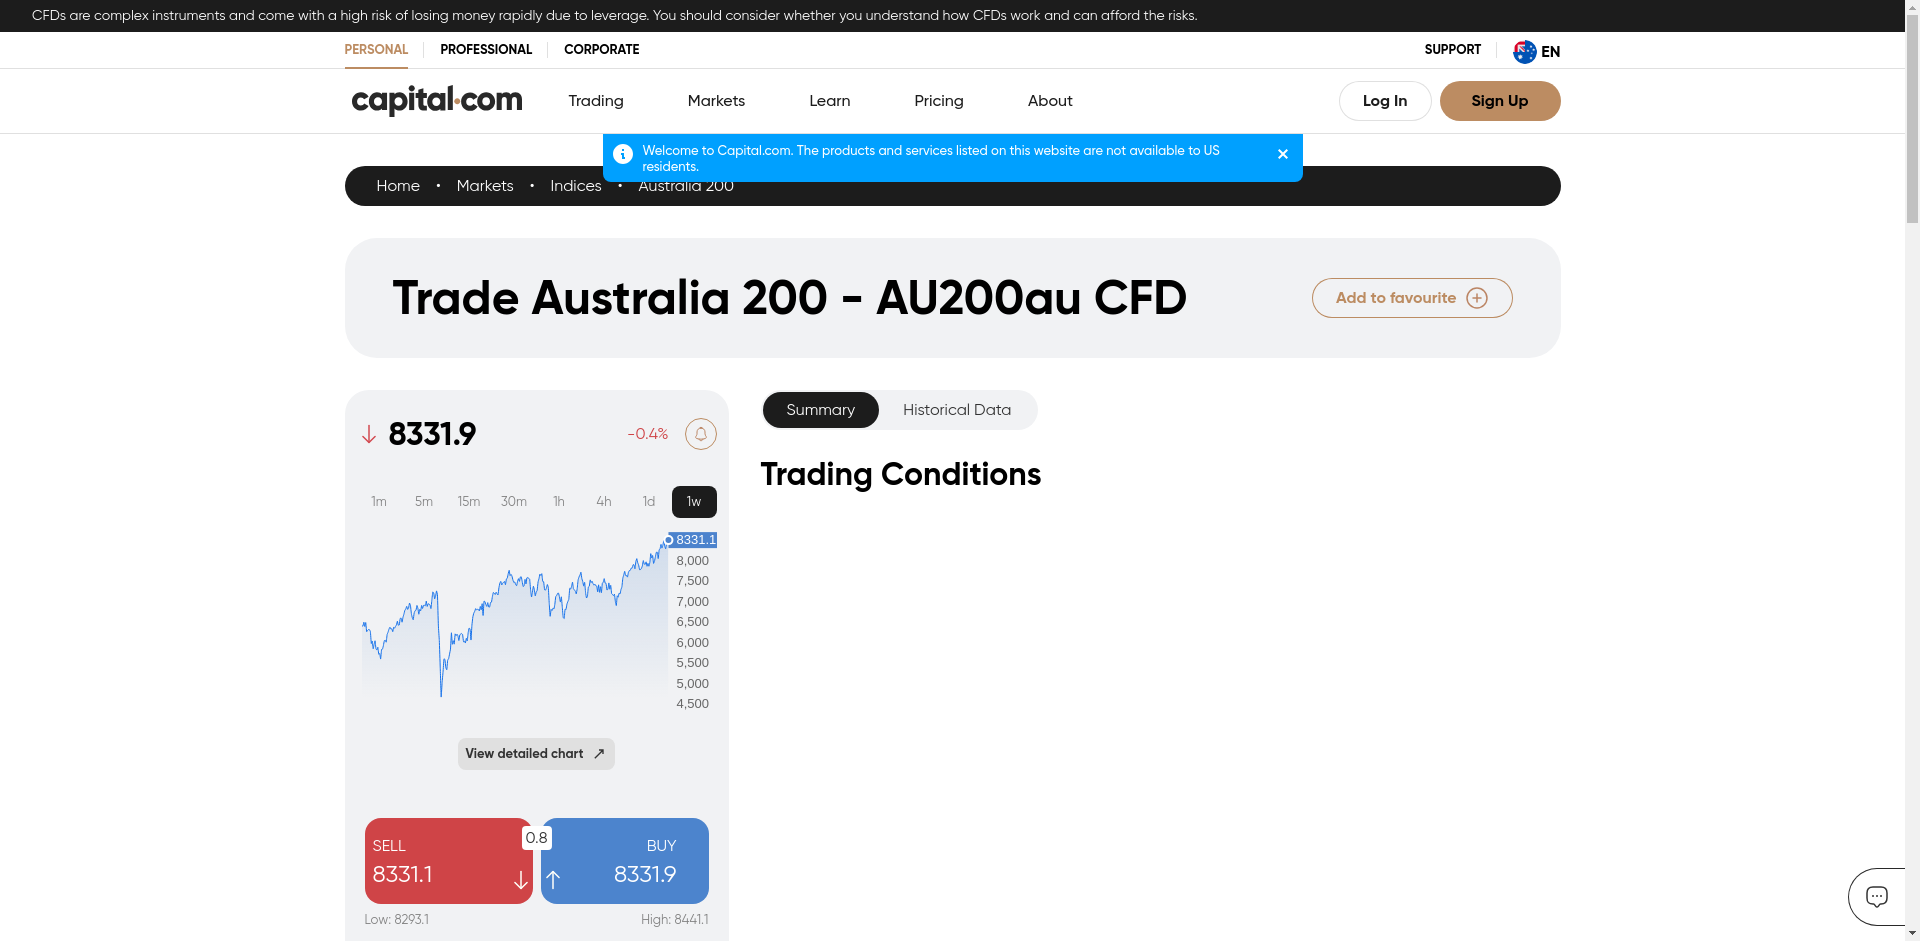 CFDs are complex instruments and come with a high risk of losing money rapidly due to leverage. You should consider whether you understand how CFDs work and can afford the risks.
PERSONAL
PROFESSIONAL
CORPORATE
SUPPORT
EN
capital.com
Trading
Markets
Learn
Pricing
About
Log In
Sign Up
Welcome to Capital.com. The products and services listed on this website are not available to US
residents.
Home • Markets • Indices • Australia 200
Trade Australia 200 - AU200au CFD
Add to favourite
8331.9
-0.4%
Summary
Historical Data
Trading Conditions
1m
5m
15m
30m
1h
4h
1d
1w
8331.1
8,000
7,500
7,000
6,500
6,000
5,500
5,000
4,500
View detailed chart
SELL
8331.1
0.8
BUY
8331.9
Low: 8293.1
High: 8441.1